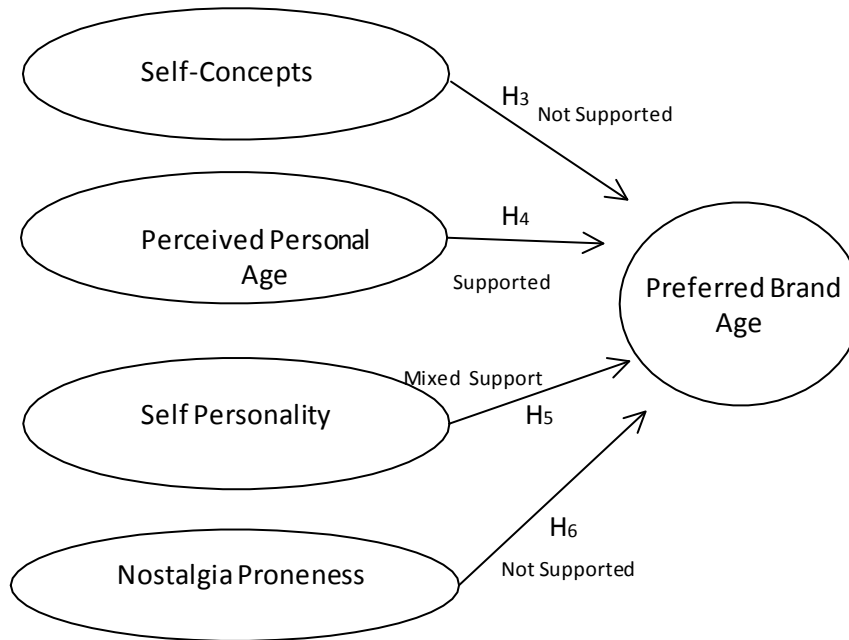 Self-Concepts
H3
Not Supported
Perceived Personal
Age
H4
Supported
Preferred Brand
Age
Self Personality
Mixed Support
H5
Nostalgia Proneness
H6
Not Supported